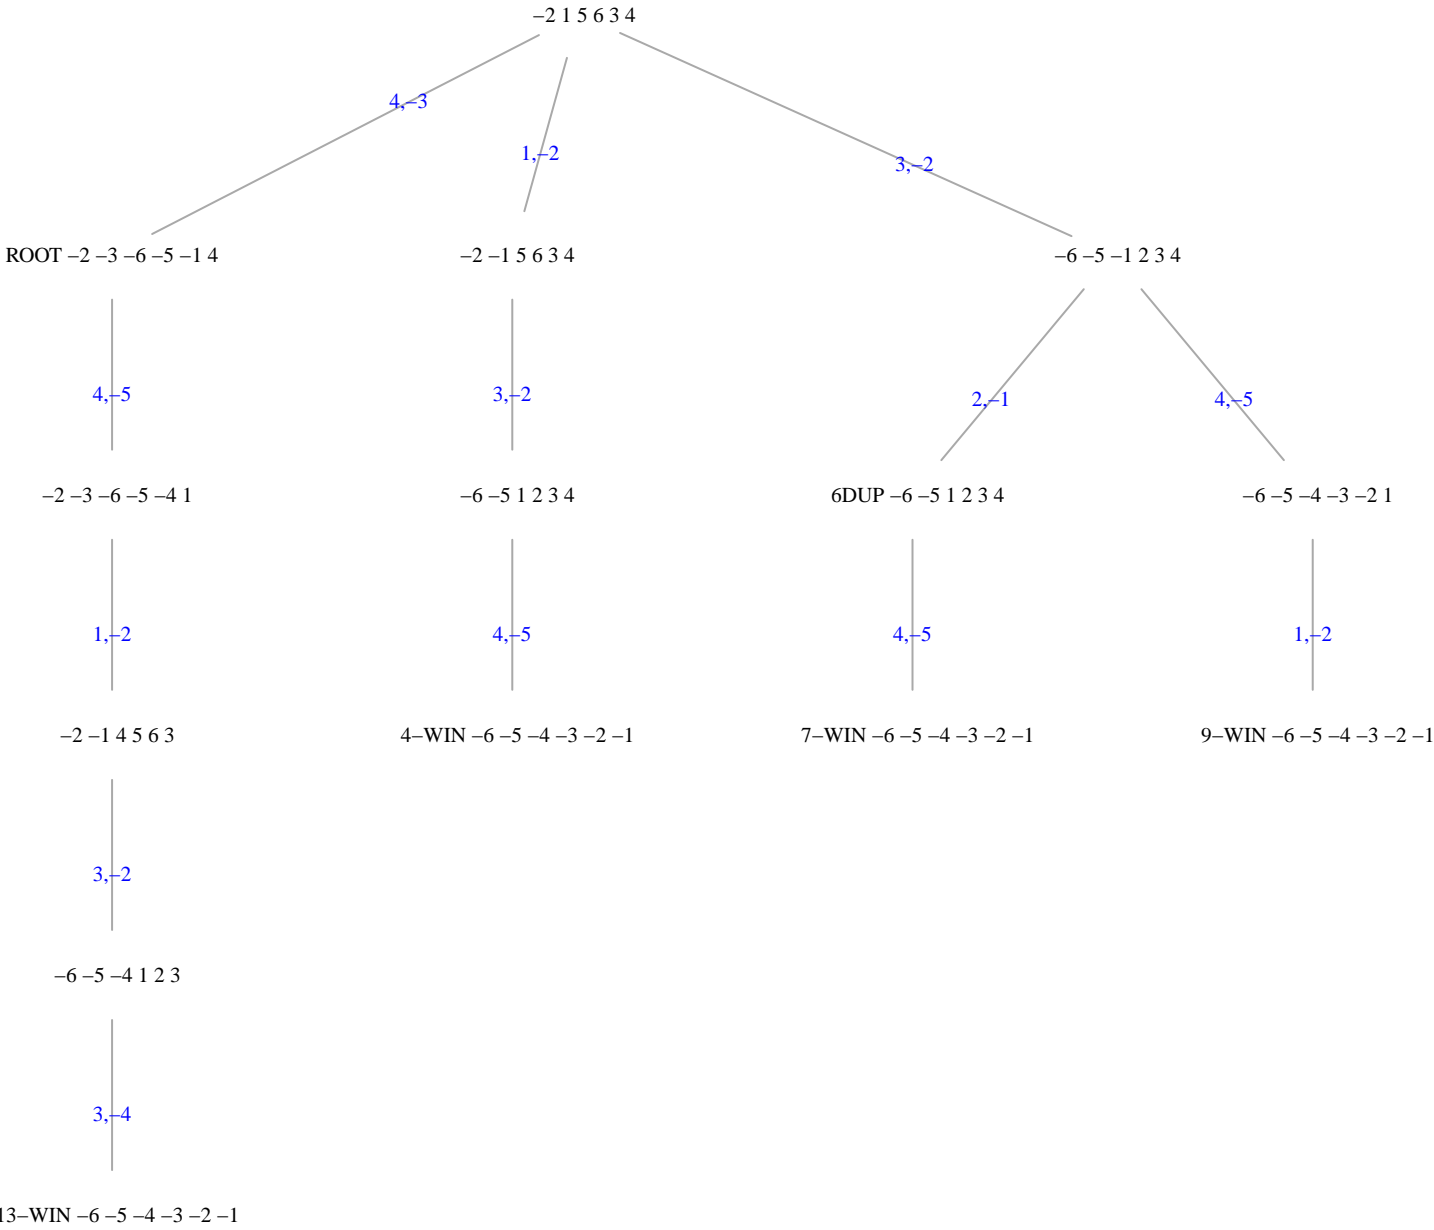 –2 1 5 6 3 4
4,–3
1,–2
3,–2
ROOT –2 –3 –6 –5 –1 4
–2 –1 5 6 3 4
–6 –5 –1 2 3 4
4,–5
3,–2
2,–1
4,–5
–2 –3 –6 –5 –4 1
–6 –5 1 2 3 4
6DUP –6 –5 1 2 3 4
–6 –5 –4 –3 –2 1
1,–2
4,–5
4,–5
1,–2
–2 –1 4 5 6 3
4–WIN –6 –5 –4 –3 –2 –1
7–WIN –6 –5 –4 –3 –2 –1
9–WIN –6 –5 –4 –3 –2 –1
3,–2
–6 –5 –4 1 2 3
3,–4
13–WIN –6 –5 –4 –3 –2 –1